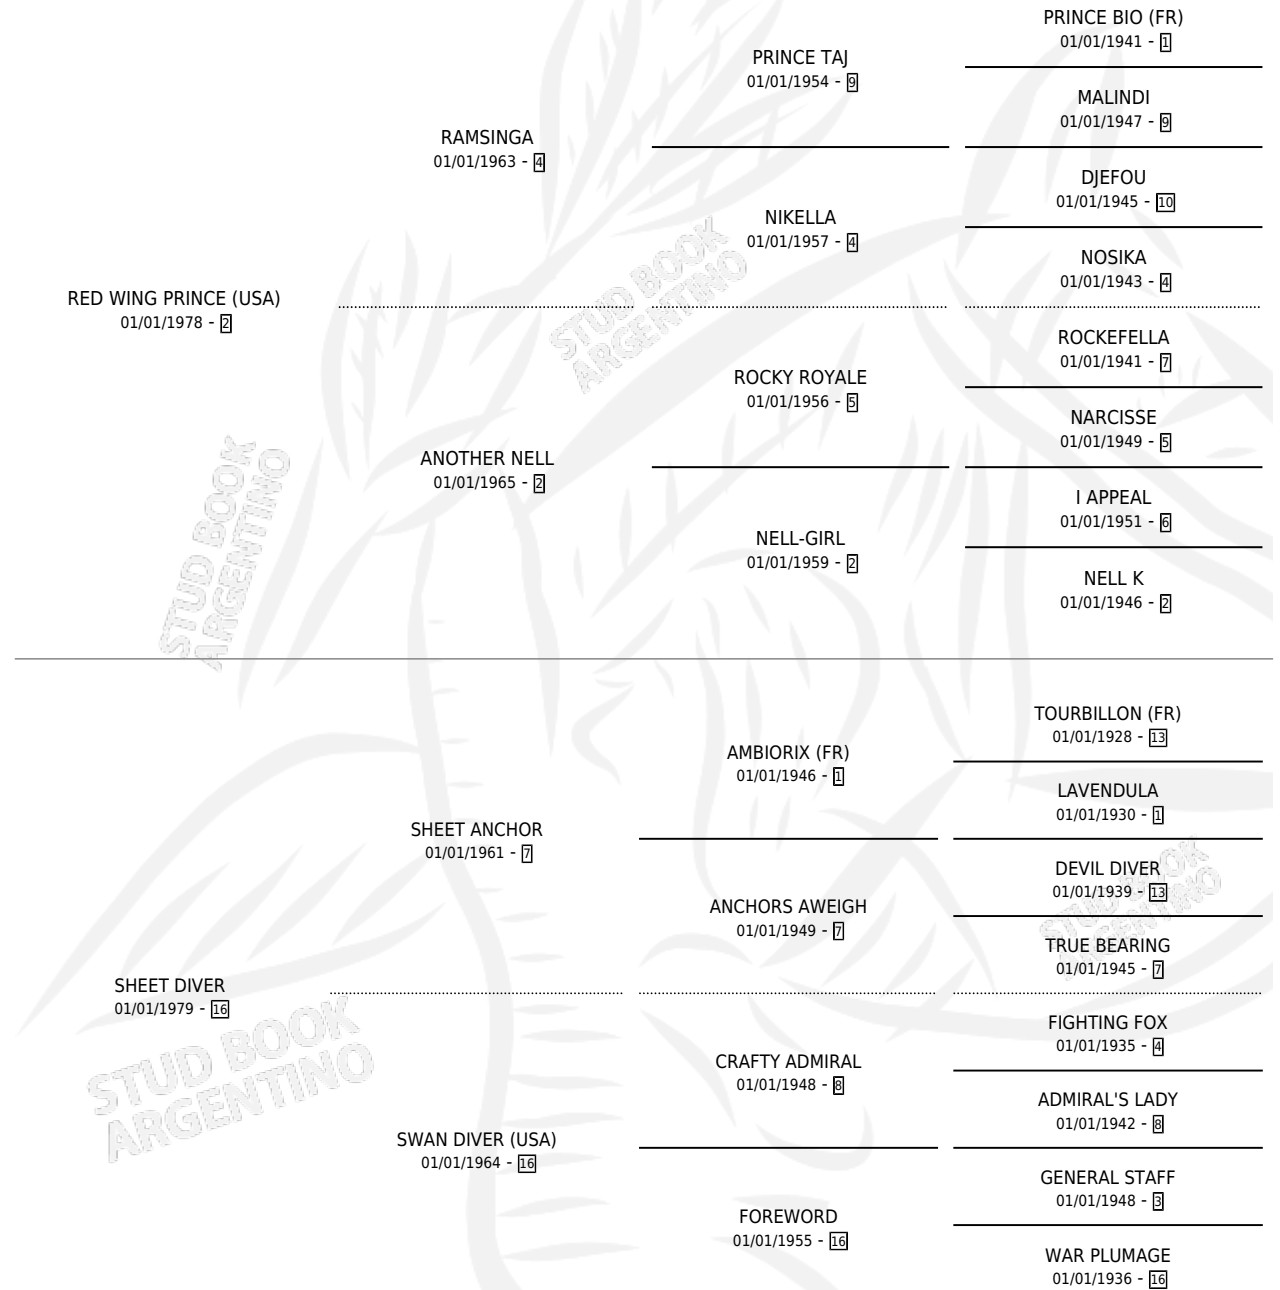 PRINCE BIO (FR)
01/01/1941 - 1
PRINCE TAJ
01/01/1954 - 9
MALINDI
01/01/1947 - 9
RAMSINGA
01/01/1963 - 4
DJEFOU
01/01/1945 - 10
NIKELLA
01/01/1957 - 4
NOSIKA
01/01/1943 - 4
RED WING PRINCE (USA)
01/01/1978 - 2
ROCKEFELLA
01/01/1941 - 7
ROCKY ROYALE
01/01/1956 - 5
NARCISSE
01/01/1949 - 5
ANOTHER NELL
01/01/1965 - 2
I APPEAL
01/01/1951 - 6
NELL-GIRL
01/01/1959 - 2
NELL K
01/01/1946 - 2
TOURBILLON (FR)
01/01/1928 - 13
AMBIORIX (FR)
01/01/1946 - 1
LAVENDULA
01/01/1930 - 1
SHEET ANCHOR
01/01/1961 - 7
DEVIL DIVER
01/01/1939 - 13
ANCHORS AWEIGH
01/01/1949 - 7
TRUE BEARING
01/01/1945 - 7
SHEET DIVER
01/01/1979 - 16
FIGHTING FOX
01/01/1935 - 4
CRAFTY ADMIRAL
01/01/1948 - 8
ADMIRAL'S LADY
01/01/1942 - 8
SWAN DIVER (USA)
01/01/1964 - 16
GENERAL STAFF
01/01/1948 - 3
FOREWORD
01/01/1955 - 16
WAR PLUMAGE
01/01/1936 - 16
STUD BOOK
ARGENTINO
STUD BOOK
ARGENTINO
STUD BOOK
ARGENTINO
STUD BOOK
ARGENTINO